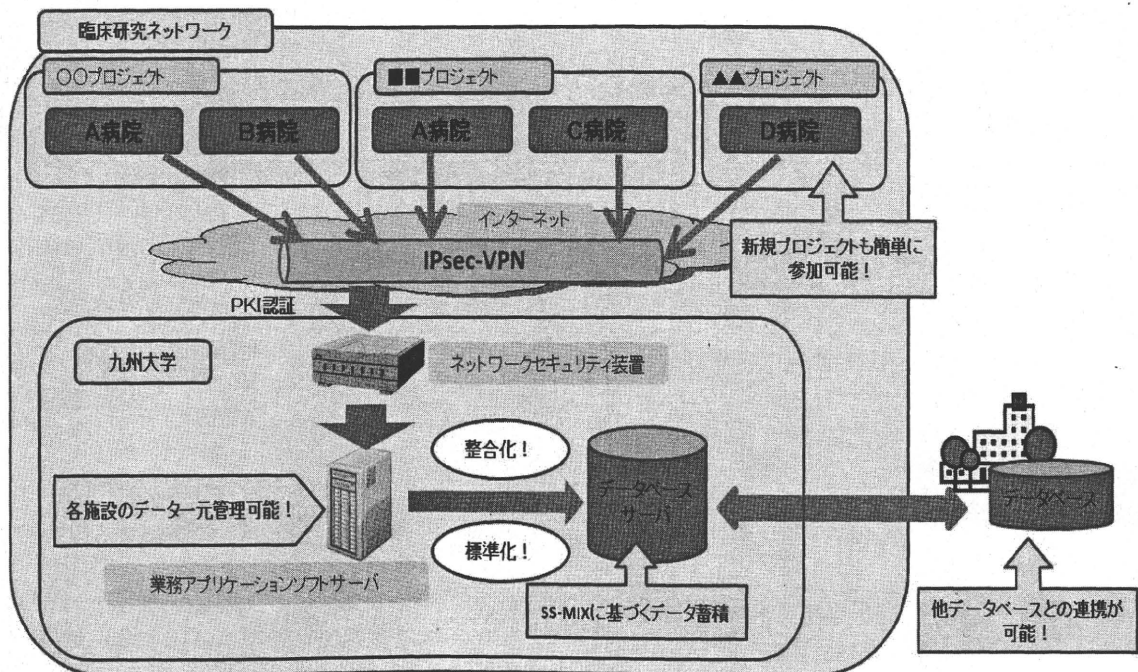 臨床研究ネットワーク
〇〇プロジェクト
■■プロジェクト
▲▲プロジェクト
A病院
B病院
A病院
C病院
D病院
インターネット
IPsec-VPN
新規プロジェクトも簡単に
参加可能！
PKI認証
九州大学
ネットワークセキュリティ装置
整合化！
各施設のデータ一元管理可能！
データベース
サーバ
データベース
標準化！
業務アプリケーションソフトサーバ
SS-MIXに基づくデータ蓄積
他データベースとの連携が
可能！